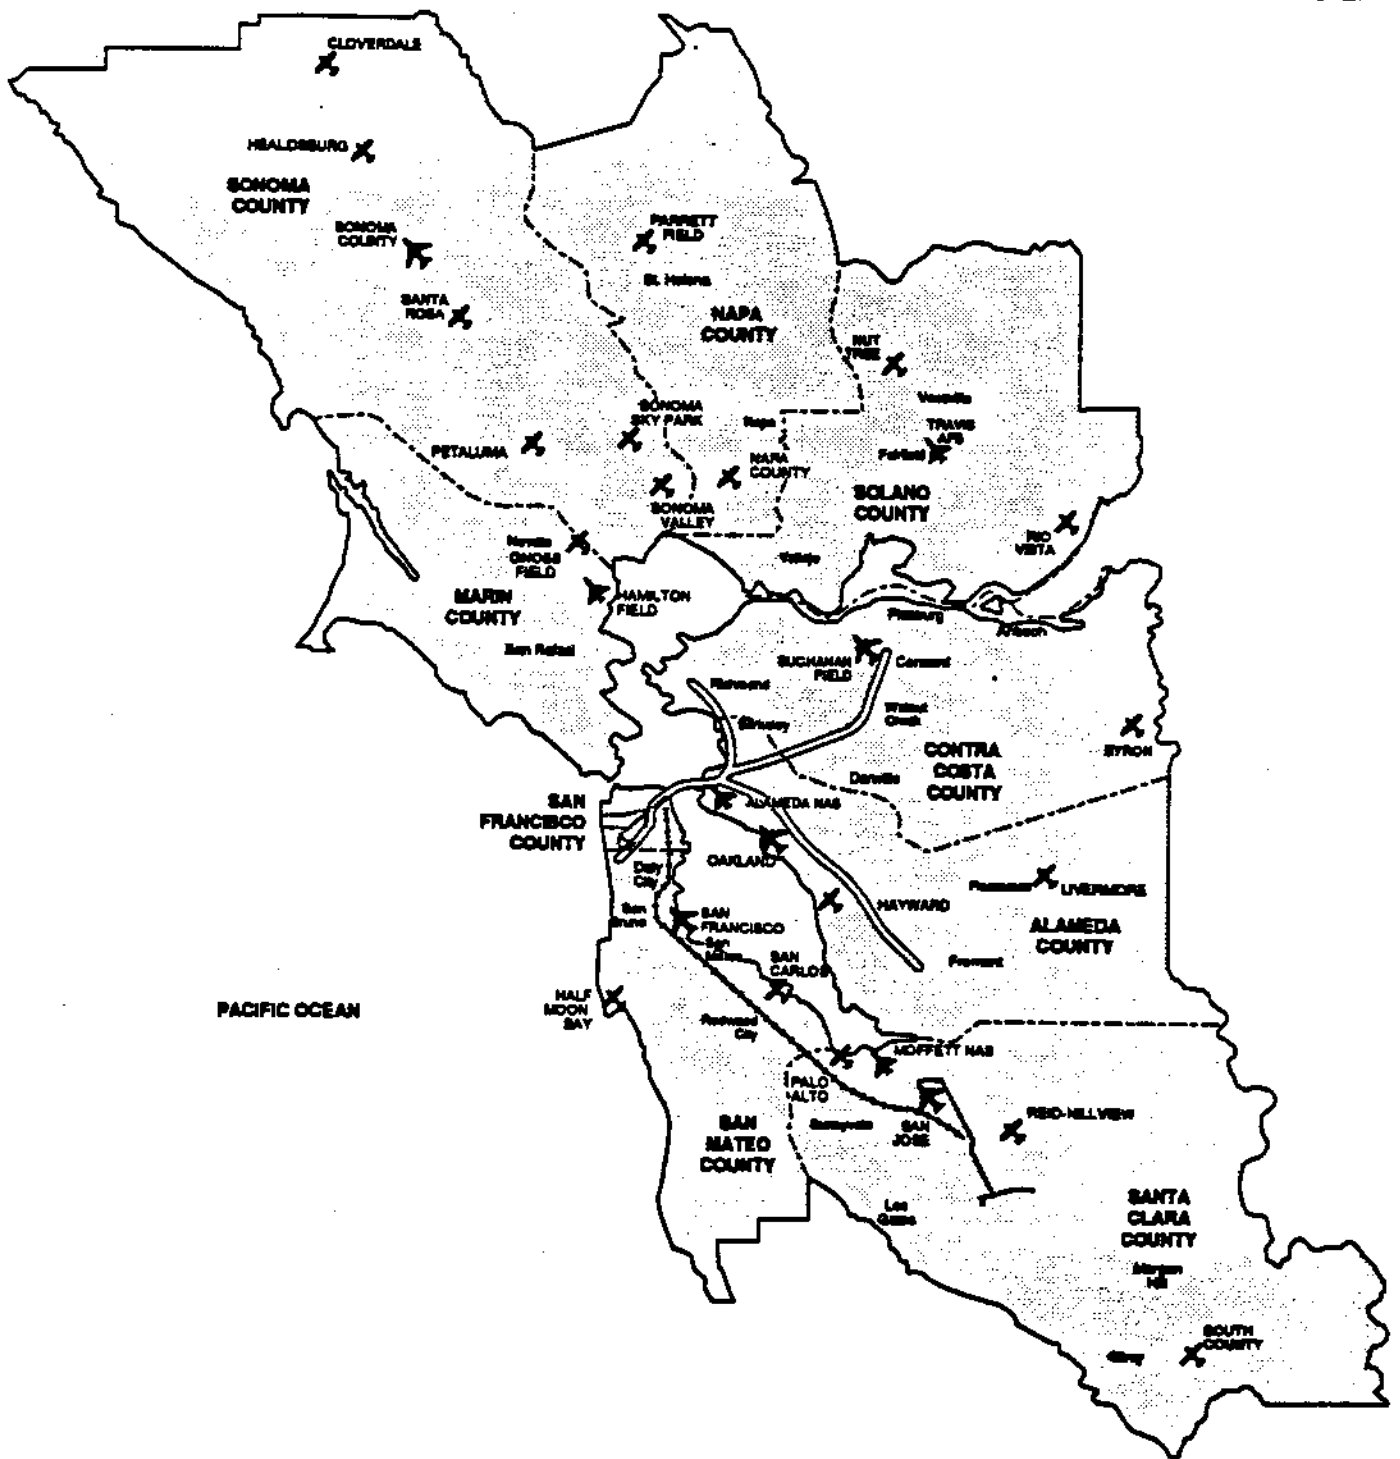 CLOVERDALE
HEALDSBURG
SONOMA
COUNTY
SONOMA
COUNTY
PARRETT
FIELD
St. Helena
SANTA
ROSA
NAPA
COUNTY
NUT
TREE
Vacaville
SONOMA
SKY PARK
Napa
TRAVIS
AFB
Fairfield
PETALUMA
NAPA
COUNTY
SOLANO
COUNTY
SONOMA
VALLEY
RIO
VISTA
Novato
GNOSS
FIELD
Vallejo
MARIN
COUNTY
HAMILTON
FIELD
Pittsburg
Antioch
San Rafael
BUCHANAN
FIELD
Concord
Richmond
Walnut
Creek
Berkeley
CONTRA
COSTA
COUNTY
BYRON
Danville
SAN
FRANCISCO
COUNTY
ALAMEDA NAS
OAKLAND
Daly
City
Pleasanton
LIVERMORE
HAYWARD
San
Bruno
SAN
FRANCISCO
ALAMEDA
COUNTY
San
Mateo
SAN
CARLOS
Fremont
HALF
MOON
BAY
PACIFIC OCEAN
Redwood
City
MOFFETT NAS
PALO
ALTO
SAN
MATEO
COUNTY
Sunnyvale
SAN
JOSE
REID-HILLVIEW
Los
Gatos
SANTA
CLARA
COUNTY
Morgan
Hill
SOUTH
COUNTY
Gilroy